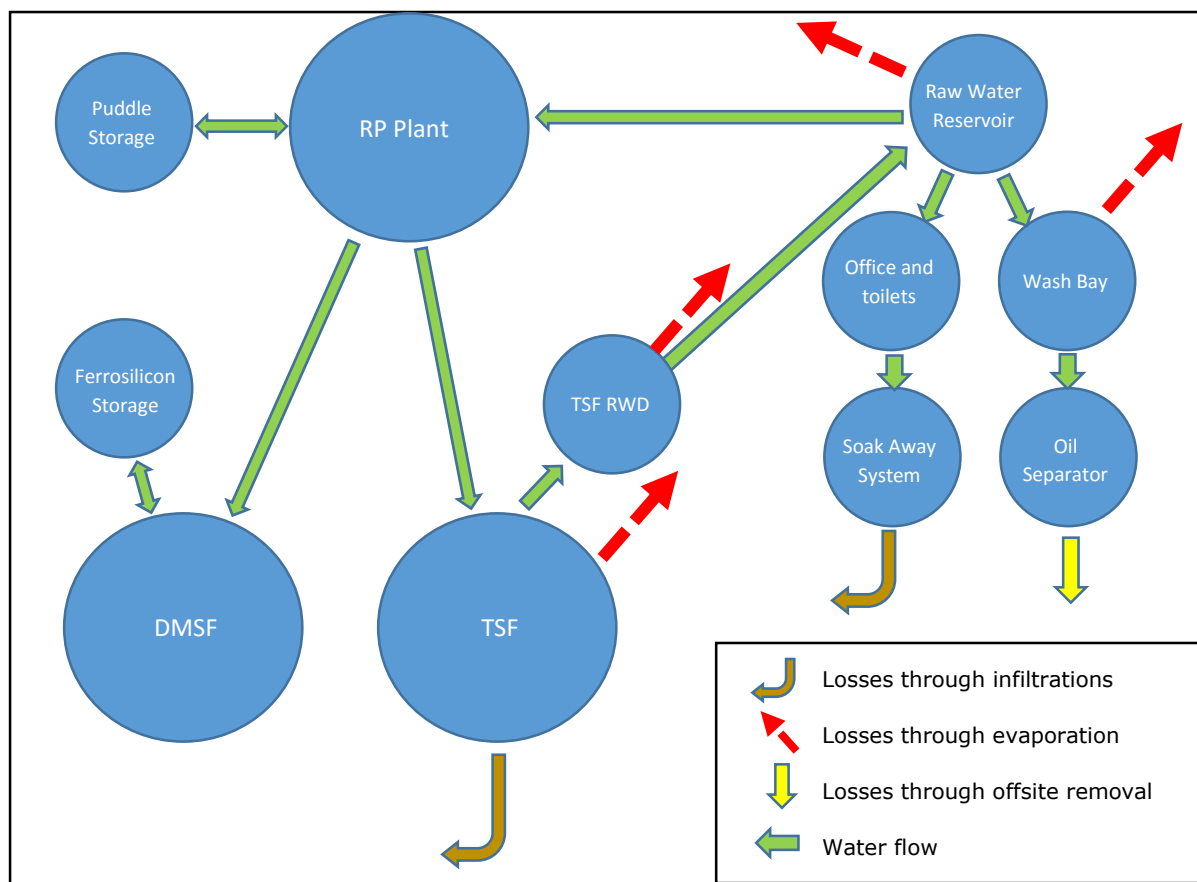 Puddle
Storage
RP Plant
Raw Water
Reservoir
Office and
toilets
Wash Bay
Ferrosilicon
Storage
TSF RWD
Soak Away
System
Oil
Separator
DMSF
TSF
Losses through infiltrations
Losses through evaporation
Losses through offsite removal
Water flow